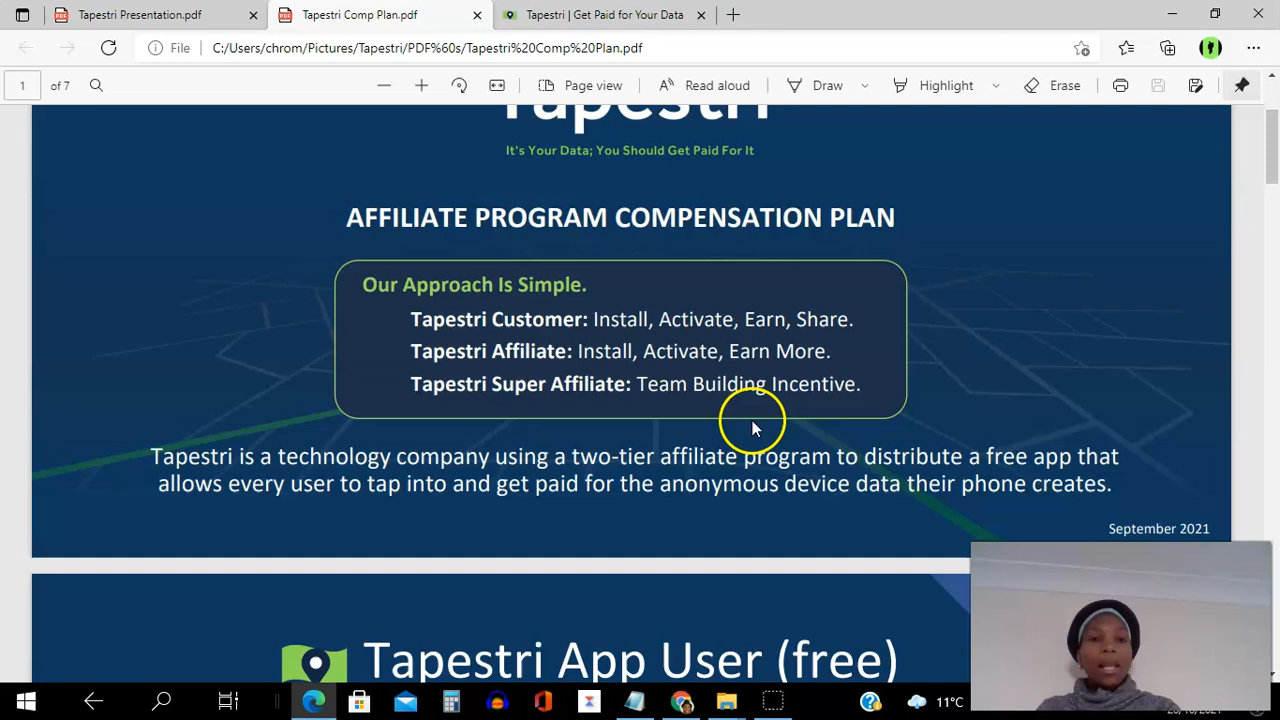 Tapestri Presentation.pdf
Tapestri Comp Plan.pdf
Tapestri | Get Paid for Your Data
File
C:/Users/chrom/Pictures/Tapestri/PDF%60s/Tapestri%20Comp%20Plan.pdf
1 of 7
Page view
Read aloud
Draw
Highlight
Erase
Tapestri
It's Your Data; You Should Get Paid For It
AFFILIATE PROGRAM COMPENSATION PLAN
Our Approach Is Simple.
Tapestri Customer: Install, Activate, Earn, Share.
Tapestri Affiliate: Install, Activate, Earn More.
Tapestri Super Affiliate: Team Building Incentive.
Tapestri is a technology company using a two-tier affiliate program to distribute a free app that
allows every user to tap into and get paid for the anonymous device data their phone creates.
September 2021
Tapestri App User (free)
11°C